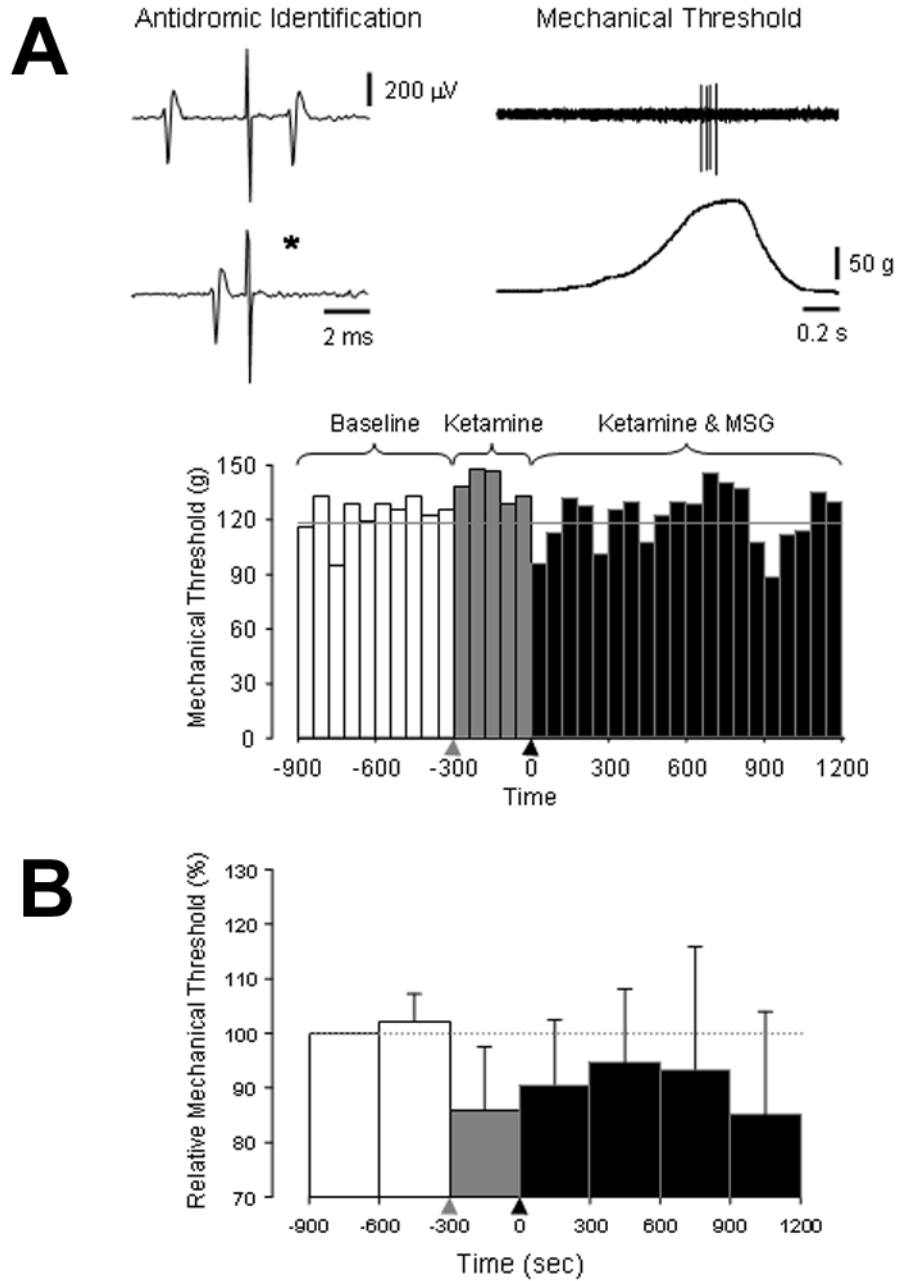 A
Antidromic Identification
Mechanical Threshold
200 µV
*
50 g
2 ms
0.2 s
Baseline
Ketamine
Ketamine & MSG
Mechanical Threshold (g)
150
120
90
60
30
0
-900 -600 -300 0 300 600 900 1200
Time
B
Relative Mechanical Threshold (%)
130
120
110
100
90
80
70
-900 -600 -300 0 300 600 900 1200
Time (sec)